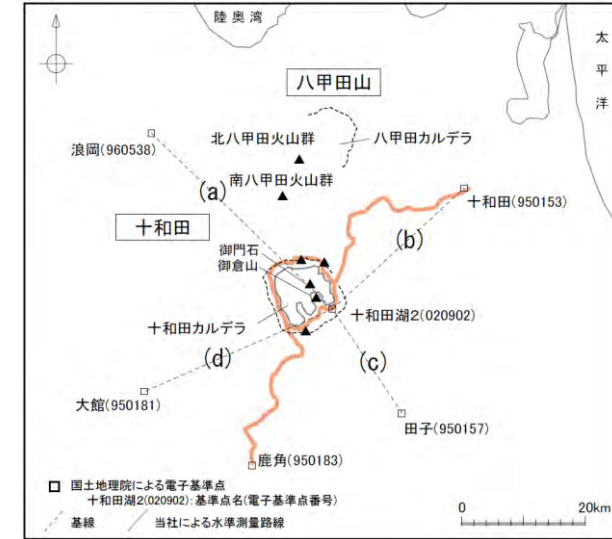 陸奥湾
太平洋
八甲田山
北八甲田火山群
八甲田カルデラ
浪岡(960538)
南八甲田火山群
(a)
十和田(950153)
十和田
(b)
御門石
御倉山
十和田湖2(020902)
十和田カルデラ
(d)
(c)
大館(950181)
田子(950157)
鹿角(950183)
国土地理院による電子基準点
十和田湖2(020902):基準点名(電子基準点番号)
基線 当社による水準測量路線
0 20km